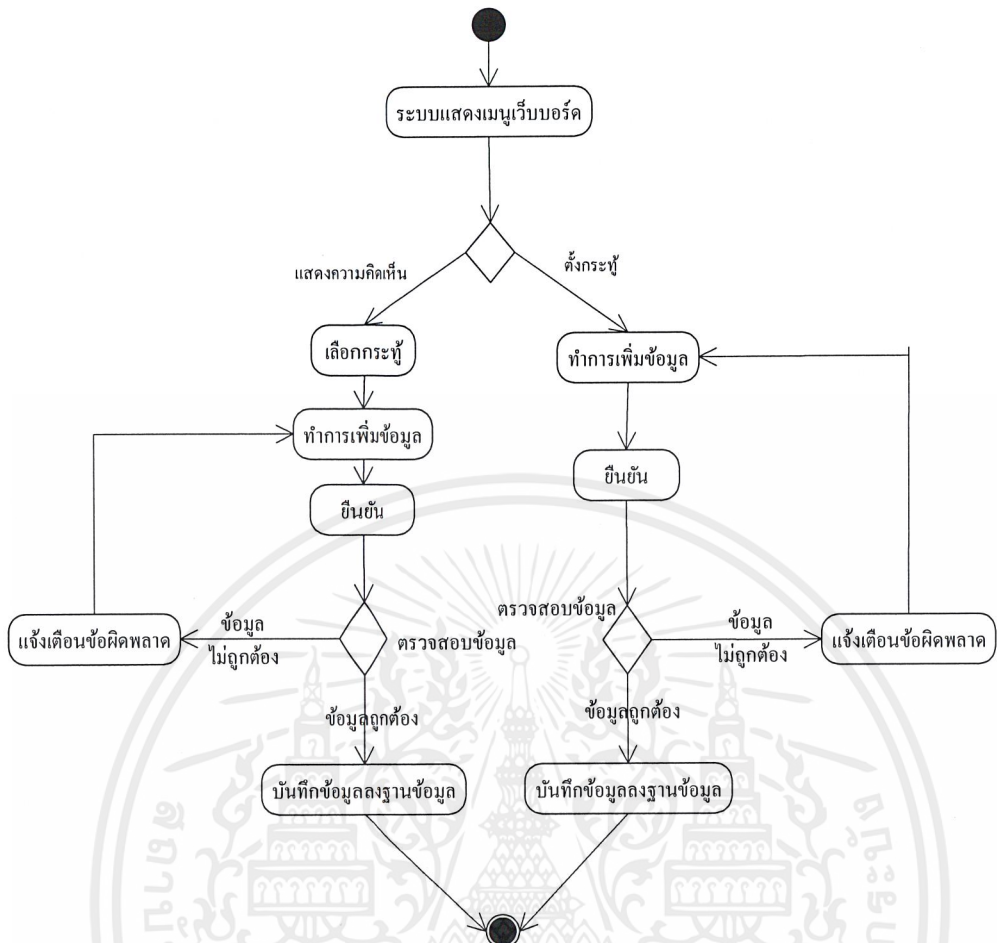 ระบบแสดงเมนูเว็บบอร์ด
แสดงความคิดเห็น
ตั้งกระทู้
เลือกกระทู้
ทำการเพิ่มข้อมูล
ทำการเพิ่มข้อมูล
ยืนยัน
ยืนยัน
ตรวจสอบข้อมูล
แจ้งเตือนข้อผิดพลาด
ข้อมูล
ไม่ถูกต้อง
ตรวจสอบข้อมูล
ข้อมูล
ไม่ถูกต้อง
แจ้งเตือนข้อผิดพลาด
ข้อมูลถูกต้อง
ข้อมูลถูกต้อง
บันทึกข้อมูลลงฐานข้อมูล
บันทึกข้อมูลลงฐานข้อมูล